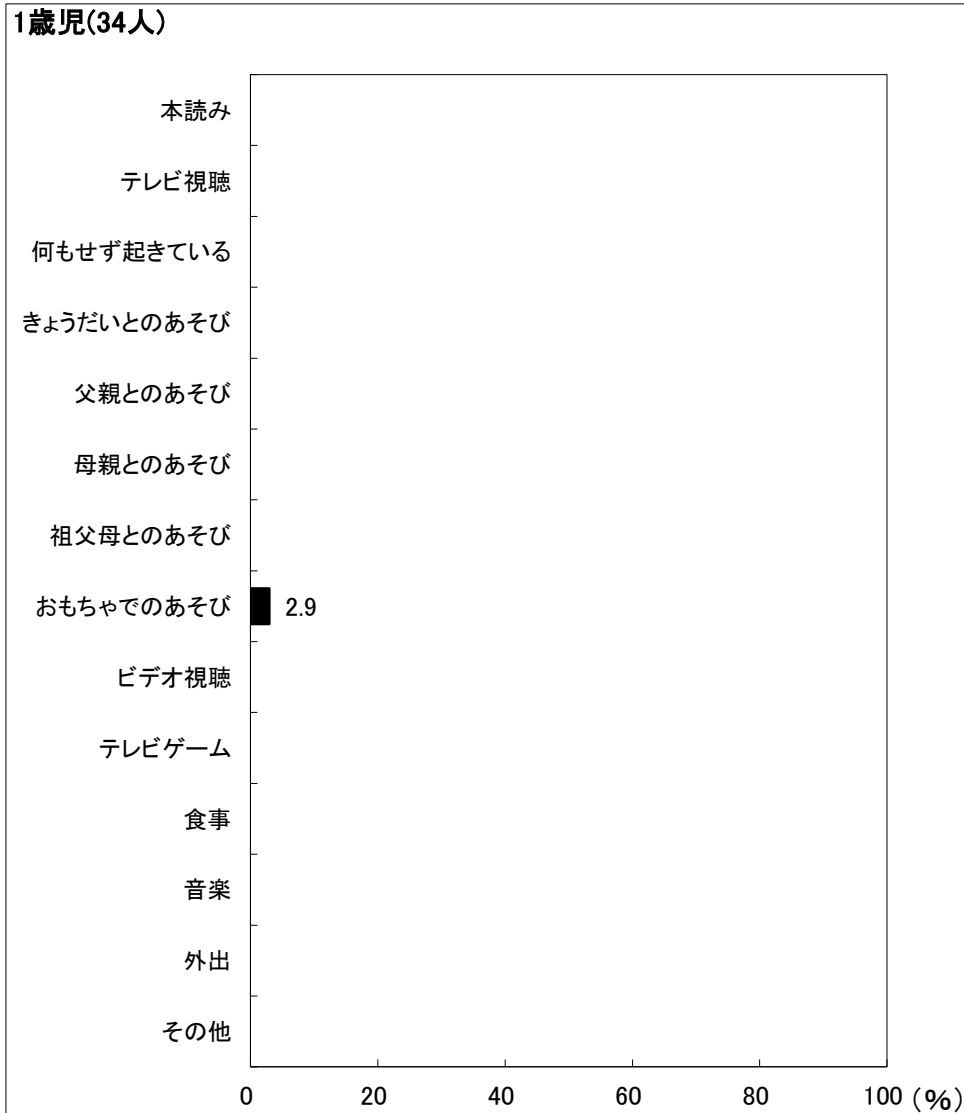 1歳児(34人)
本読み
テレビ視聴
何もせず起きている
きょうだいとのあそび
父親とのあそび
母親とのあそび
祖父母とのあそび
おもちゃでのあそび 2.9
ビデオ視聴
テレビゲーム
食事
音楽
外出
その他
0 20 40 60 80 100 (%)